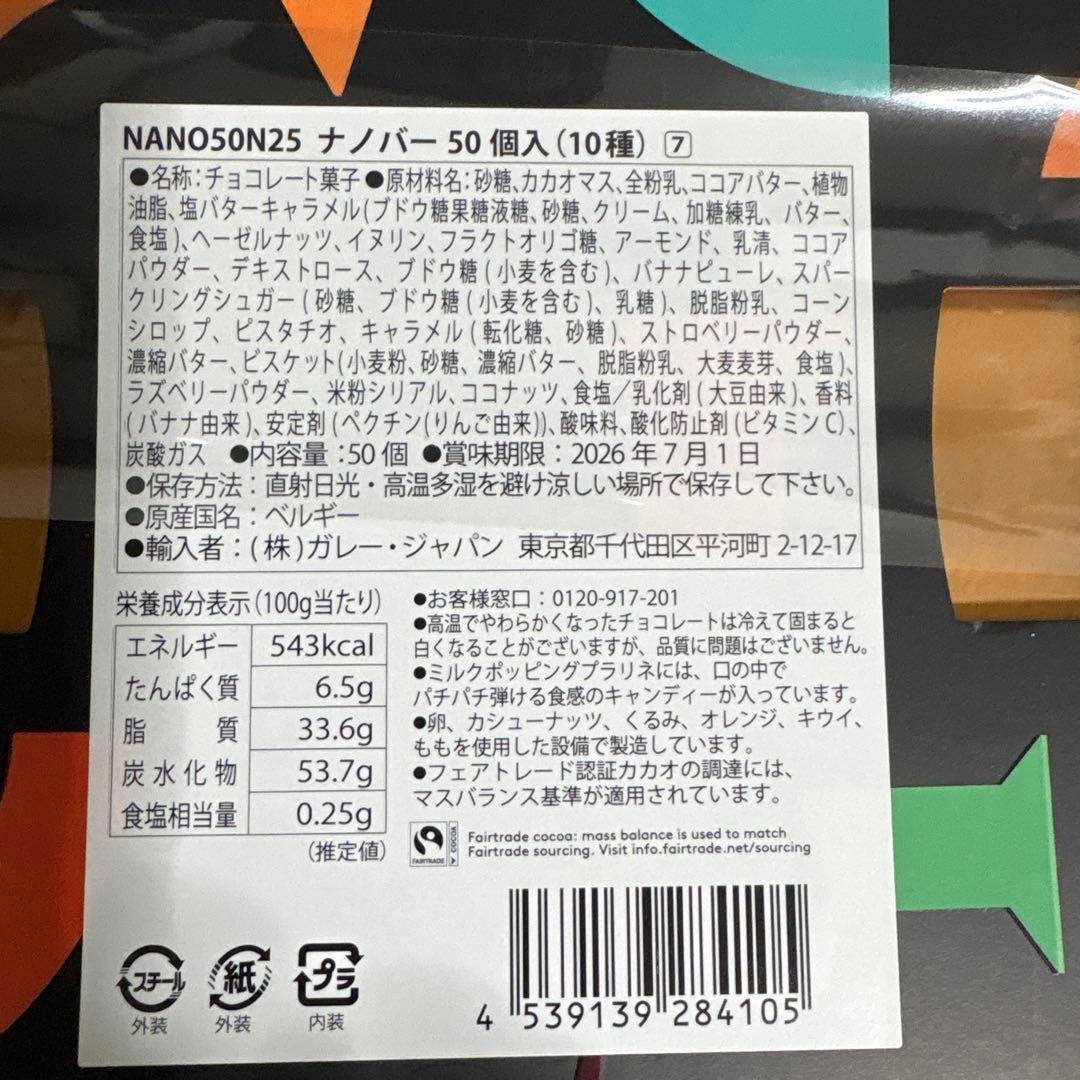 NANO50N25 ナノバー 50 個入(10種) 7
●名称:チョコレート菓子●原材料名:砂糖、カカオマス、全粉乳、ココアバター、植物
油脂、塩バターキャラメル(ブドウ糖果糖液糖、砂糖、クリーム、加糖練乳、バター、
食塩)、ヘーゼルナッツ、イヌリン、フラクトオリゴ糖、アーモンド、乳清、ココア
パウダー、デキストロース、ブドウ糖(小麦を含む)、バナナピューレ、スパー
クリングシュガー(砂糖、ブドウ糖(小麦を含む)、乳糖)、脱脂粉乳、コーン
シロップ、ピスタチオ、キャラメル(転化糖、砂糖)、ストロベリーパウダー、
濃縮バター、ビスケット(小麦粉、砂糖、濃縮バター、脱脂粉乳、大麦麦芽、食塩)、
ラズベリーパウダー、米粉シリアル、ココナッツ、食塩/乳化剤(大豆由来)、香料
(バナナ由来)、安定剤(ペクチン(りんご由来))、酸味料、酸化防止剤(ビタミンC)、
炭酸ガス ●内容量:50個 ●賞味期限:2026年7月1日
●保存方法:直射日光・高温多湿を避け涼しい場所で保存して下さい。
●原産国名:ベルギー
●輸入者:(株)ガレー・ジャパン 東京都千代田区平河町 2-12-17
栄養成分表示(100g当たり)
エネルギー 543kcal
たんぱく質 6.5g
脂質 33.6g
炭水化物 53.7g
食塩相当量 0.25g
(推定値)
●お客様窓口:0120-917-201
●高温でやわらかくなったチョコレートは冷えて固まると
白くなることがございますが、品質に問題はございません。
●ミルクポッピングプラリネには、口の中で
パチパチ弾ける食感のキャンディーが入っています。
●卵、カシューナッツ、くるみ、オレンジ、キウイ、
ももを使用した設備で製造しています。
●フェアトレード認証カカオの調達には、
マスバランス基準が適用されています。
FAIRTRADE
COCOA
Fairtrade cocoa: mass balance is used to match
Fairtrade sourcing. Visit info.fairtrade.net/sourcing
スチール
外装
紙
外装
プラ
内装
4 539139 284105